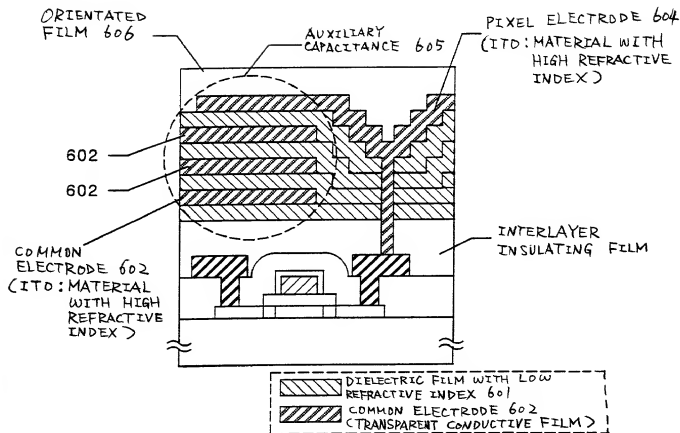 ORIENTATED
FILM 606
AUXILIARY
CAPACITANCE 605
PIXEL ELECTRODE 604
(ITO: MATERIAL WITH
HIGH REFRACTIVE
INDEX)
602
602
COMMON
ELECTRODE 602
(ITO: MATERIAL
WITH HIGH
REFRACTIVE
INDEX)
INTERLAYER
INSULATING FILM
DIELECTRIC FILM WITH LOW
REFRACTIVE INDEX 601
COMMON ELECTRODE 602
(TRANSPARENT CONDUCTIVE FILM)